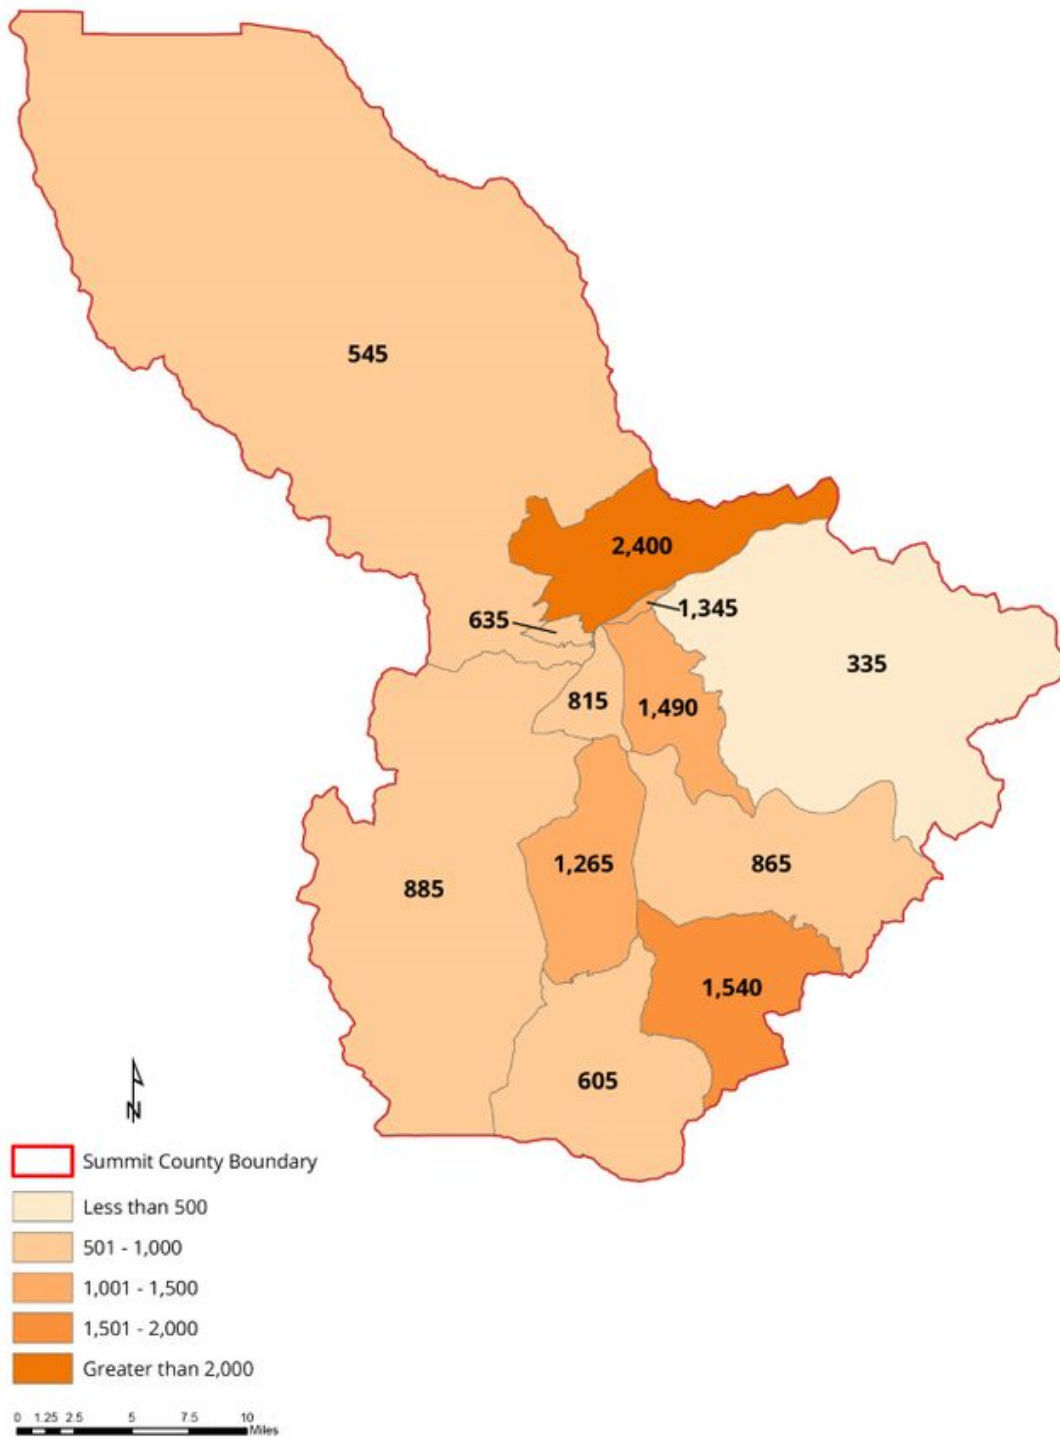 545
2,400
1,345
635
335
815
1,490
1,265
865
885
1,540
605
N
Summit County Boundary
Less than 500
501 - 1,000
1,001 - 1,500
1,501 - 2,000
Greater than 2,000
0 1.25 2.5 5 7.5 10
Miles